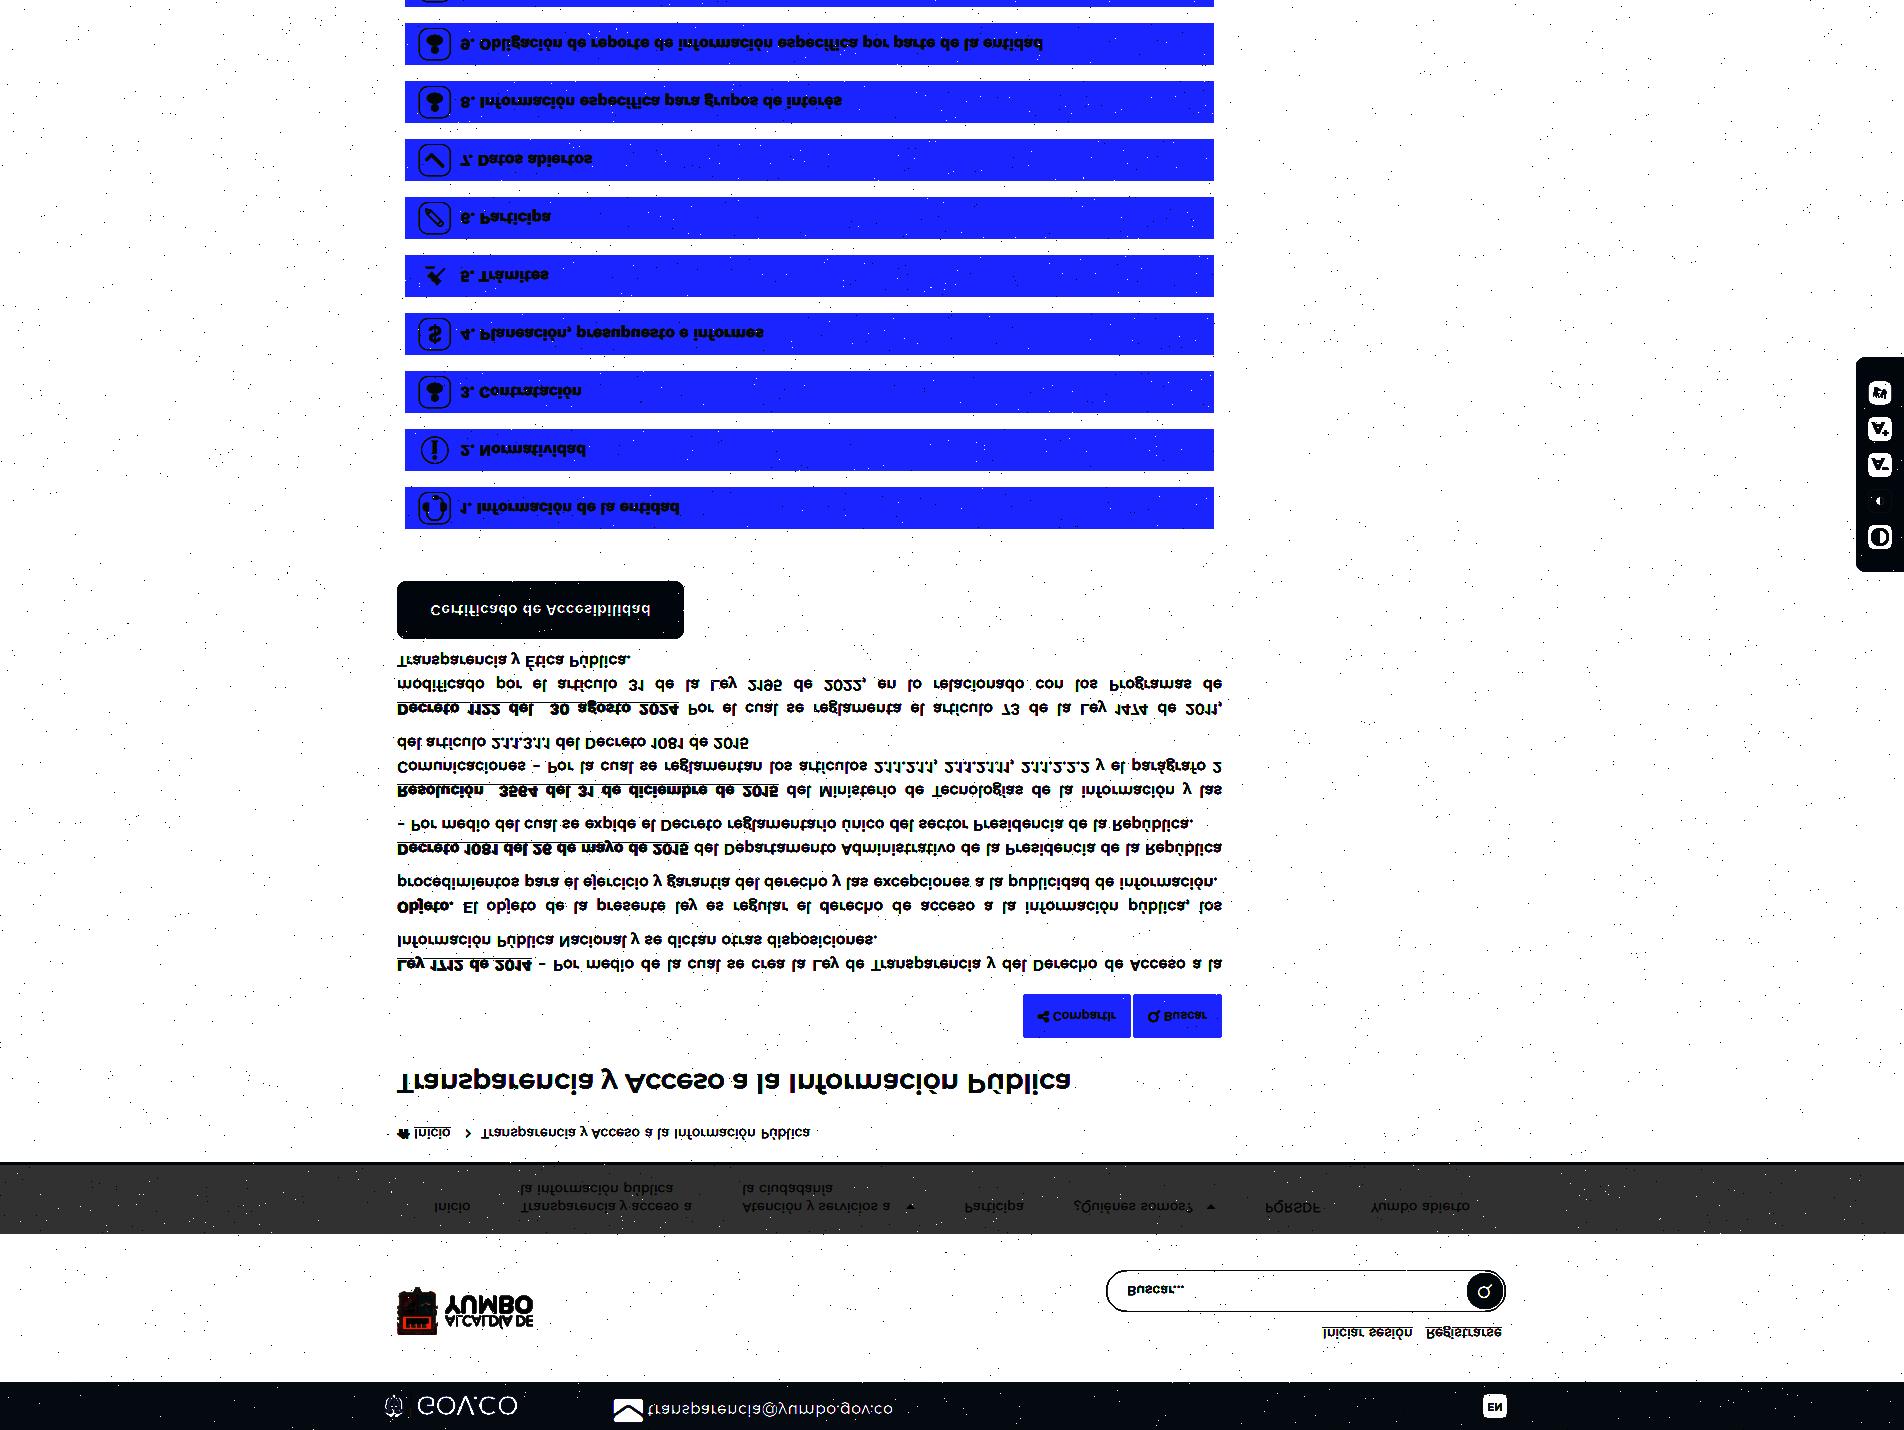 GOV.CO
transparencia@yumbo.gov.co
EN
Iniciar sesión Registrarse
ALCALDÍA DE
YUMBO
Buscar...
Inicio
Transparencia y acceso a
la información pública
Atención y servicios a
la ciudadanía
Participa
¿Quiénes somos?
PQRSDF
Yumbo abierto
Inicio > Transparencia y Acceso a la Información Pública
Transparencia y Acceso a la Información Pública
Compartir
Buscar
Ley 1712 de 2014 - Por medio de la cual se crea la Ley de Transparencia y del Derecho de Acceso a la
Información Pública Nacional y se dictan otras disposiciones.
Objeto. El objeto de la presente ley es regular el derecho de acceso a la información pública, los
procedimientos para el ejercicio y garantía del derecho y las excepciones a la publicidad de información.
Decreto 1081 del 26 de mayo de 2015 del Departamento Administrativo de la Presidencia de la República
- Por medio del cual se expide el Decreto reglamentario único del sector Presidencia de la República.
Resolución 3564 del 31 de diciembre de 2015 del Ministerio de Tecnologías de la información y las
Comunicaciones - Por la cual se reglamentan los artículos 2.1.1.2.1.1, 2.1.1.2.1.11, 2.1.1.2.2.2 y el parágrafo 2
del artículo 2.1.1.3.1.1 del Decreto 1081 de 2015
Decreto 1122 del 30 agosto 2024 Por el cual se reglamenta el artículo 73 de la Ley 1474 de 2011,
modificado por el artículo 31 de la Ley 2195 de 2022, en lo relacionado con los Programas de
Transparencia y Ética Pública.
Certificado de Accesibilidad
1. Información de la entidad
2. Normatividad
3. Contratación
4. Planeación, presupuesto e informes
5. Trámites
6. Participa
7. Datos abiertos
8. Información específica para grupos de interés
9. Obligación de reporte de información específica por parte de la entidad
A-
A+